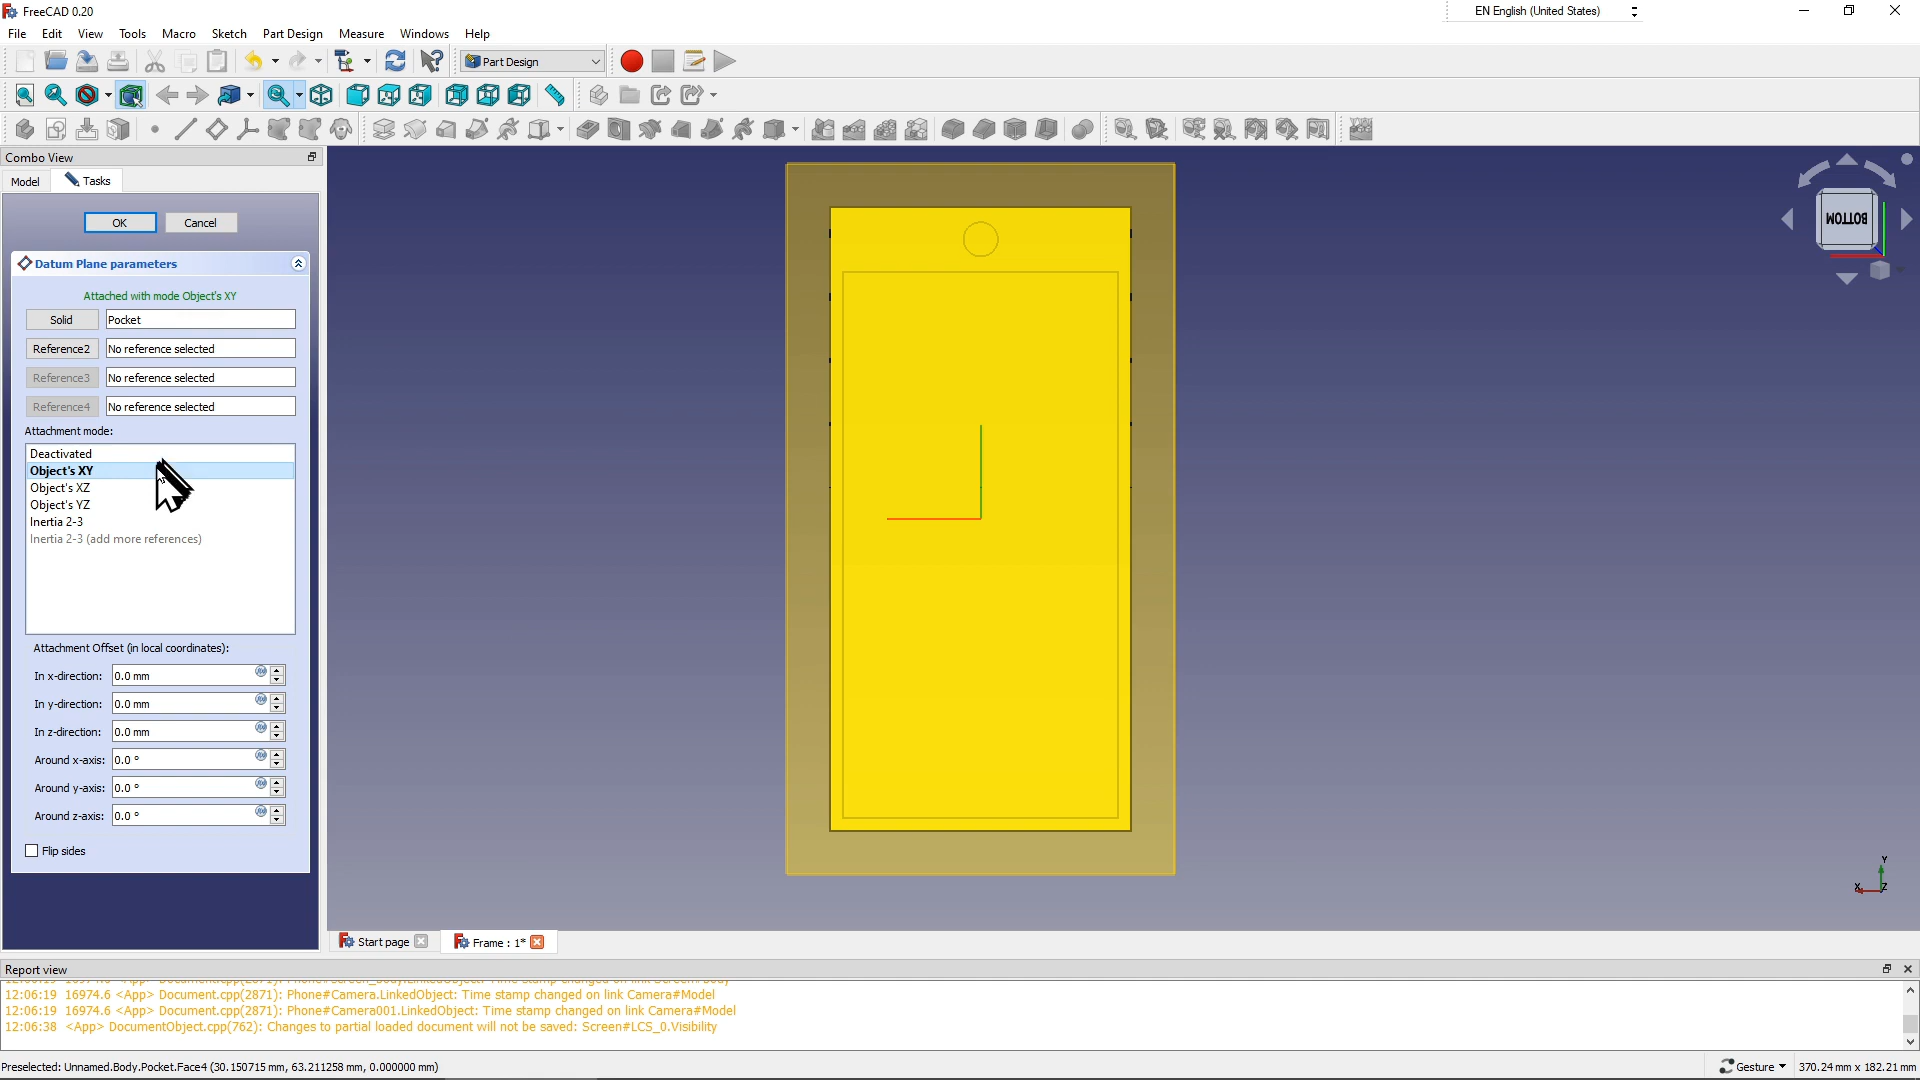 FreeCAD 0.20
EN English (United States)
File Edit View Tools Macro Sketch Part Design Measure Windows Help
Part Design
Combo View
Model Tasks
OK Cancel
Datum Plane parameters
Attached with mode Object's XY
Solid Pocket
Reference2 No reference selected
Reference3 No reference selected
Reference4 No reference selected
Attachment mode:
Deactivated
Object's XY
Object's XZ
Object's YZ
Inertia 2-3
Inertia 2-3 (add more references)
Attachment Offset (in local coordinates):
In x-direction: 0.0 mm
In y-direction: 0.0 mm
In z-direction: 0.0 mm
Around x-axis: 0.0 °
Around y-axis: 0.0 °
Around z-axis: 0.0 °
Flip sides
BOTTOM
Y
X Z
Start page
Frame : 1*
Report view
12:06:19 16974.6 <App> Document.cpp(2871): Phone#Camera.LinkedObject: Time stamp changed on link Camera#Model
12:06:19 16974.6 <App> Document.cpp(2871): Phone#Camera001.LinkedObject: Time stamp changed on link Camera#Model
12:06:38 <App> DocumentObject.cpp(762): Changes to partial loaded document will not be saved: Screen#LCS_0.Visibility
Preselected: Unnamed.Body.Pocket.Face4 (30.150715 mm, 63.211258 mm, 0.000000 mm)
Gesture 370.24 mm x 182.21 mm